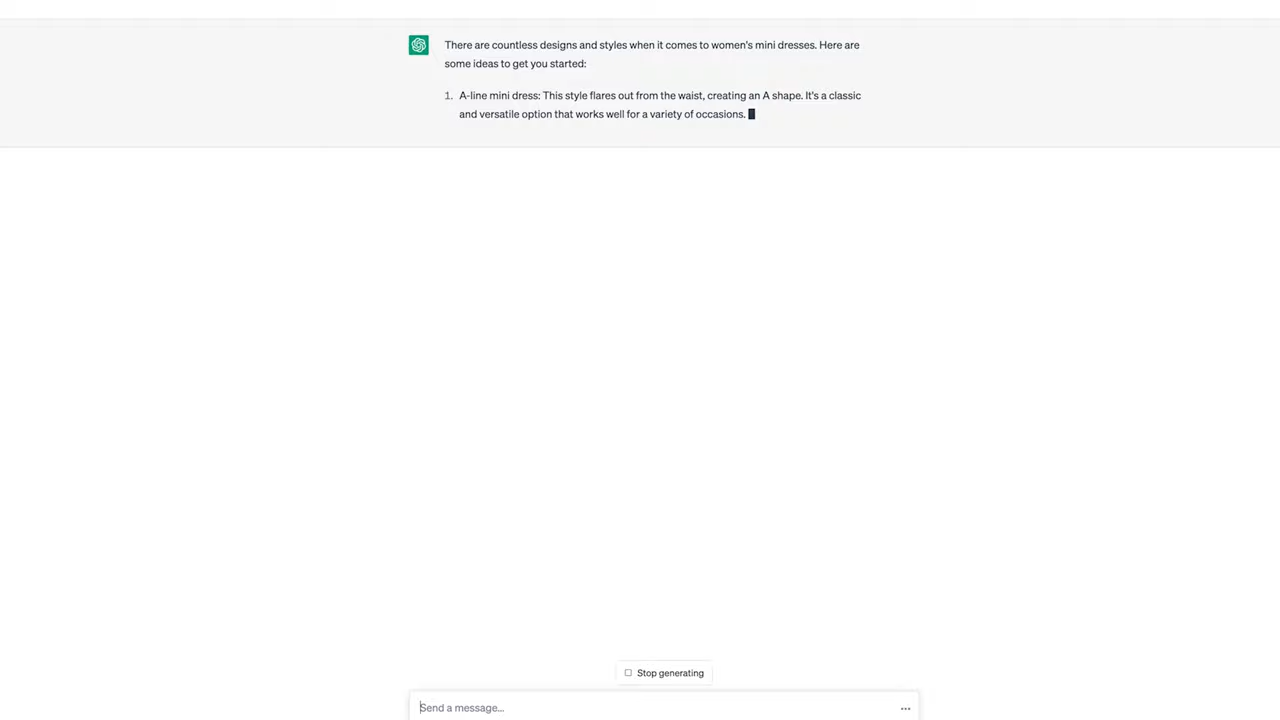 There are countless designs and styles when it comes to women's mini dresses. Here are
some ideas to get you started:
1. A-line mini dress: This style flares out from the waist, creating an A shape. It's a classic
and versatile option that works well for a variety of occasions.
Stop generating
Send a message...